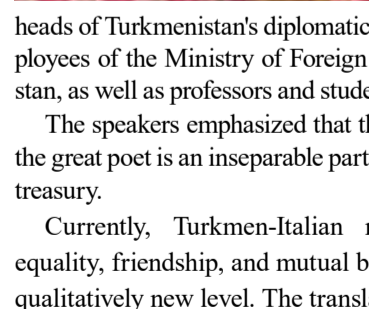 heads of Turkmenistan's diplomatic
ployees of the Ministry of Foreign
stan, as well as professors and
The speakers emphasized that
the great poet is an inseparable part
treasury.
Currently, Turkmen-Italian
equality, friendship, and mutual
qualitatively new level. The